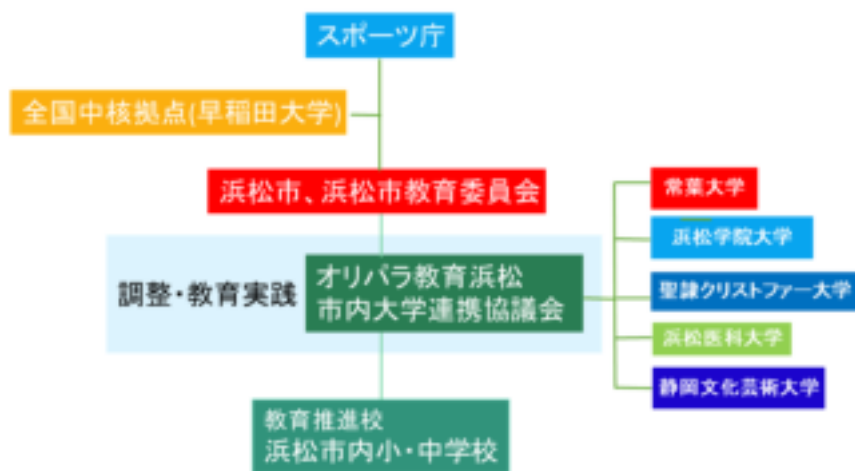 スポーツ庁
全国中核拠点(早稲田大学)
浜松市、浜松市教育委員会
調整・教育実践
オリパラ教育浜松
市内大学連携協議会
常葉大学
浜松学院大学
聖隷クリストファー大学
浜松医科大学
静岡文化芸術大学
教育推進校
浜松市内小・中学校